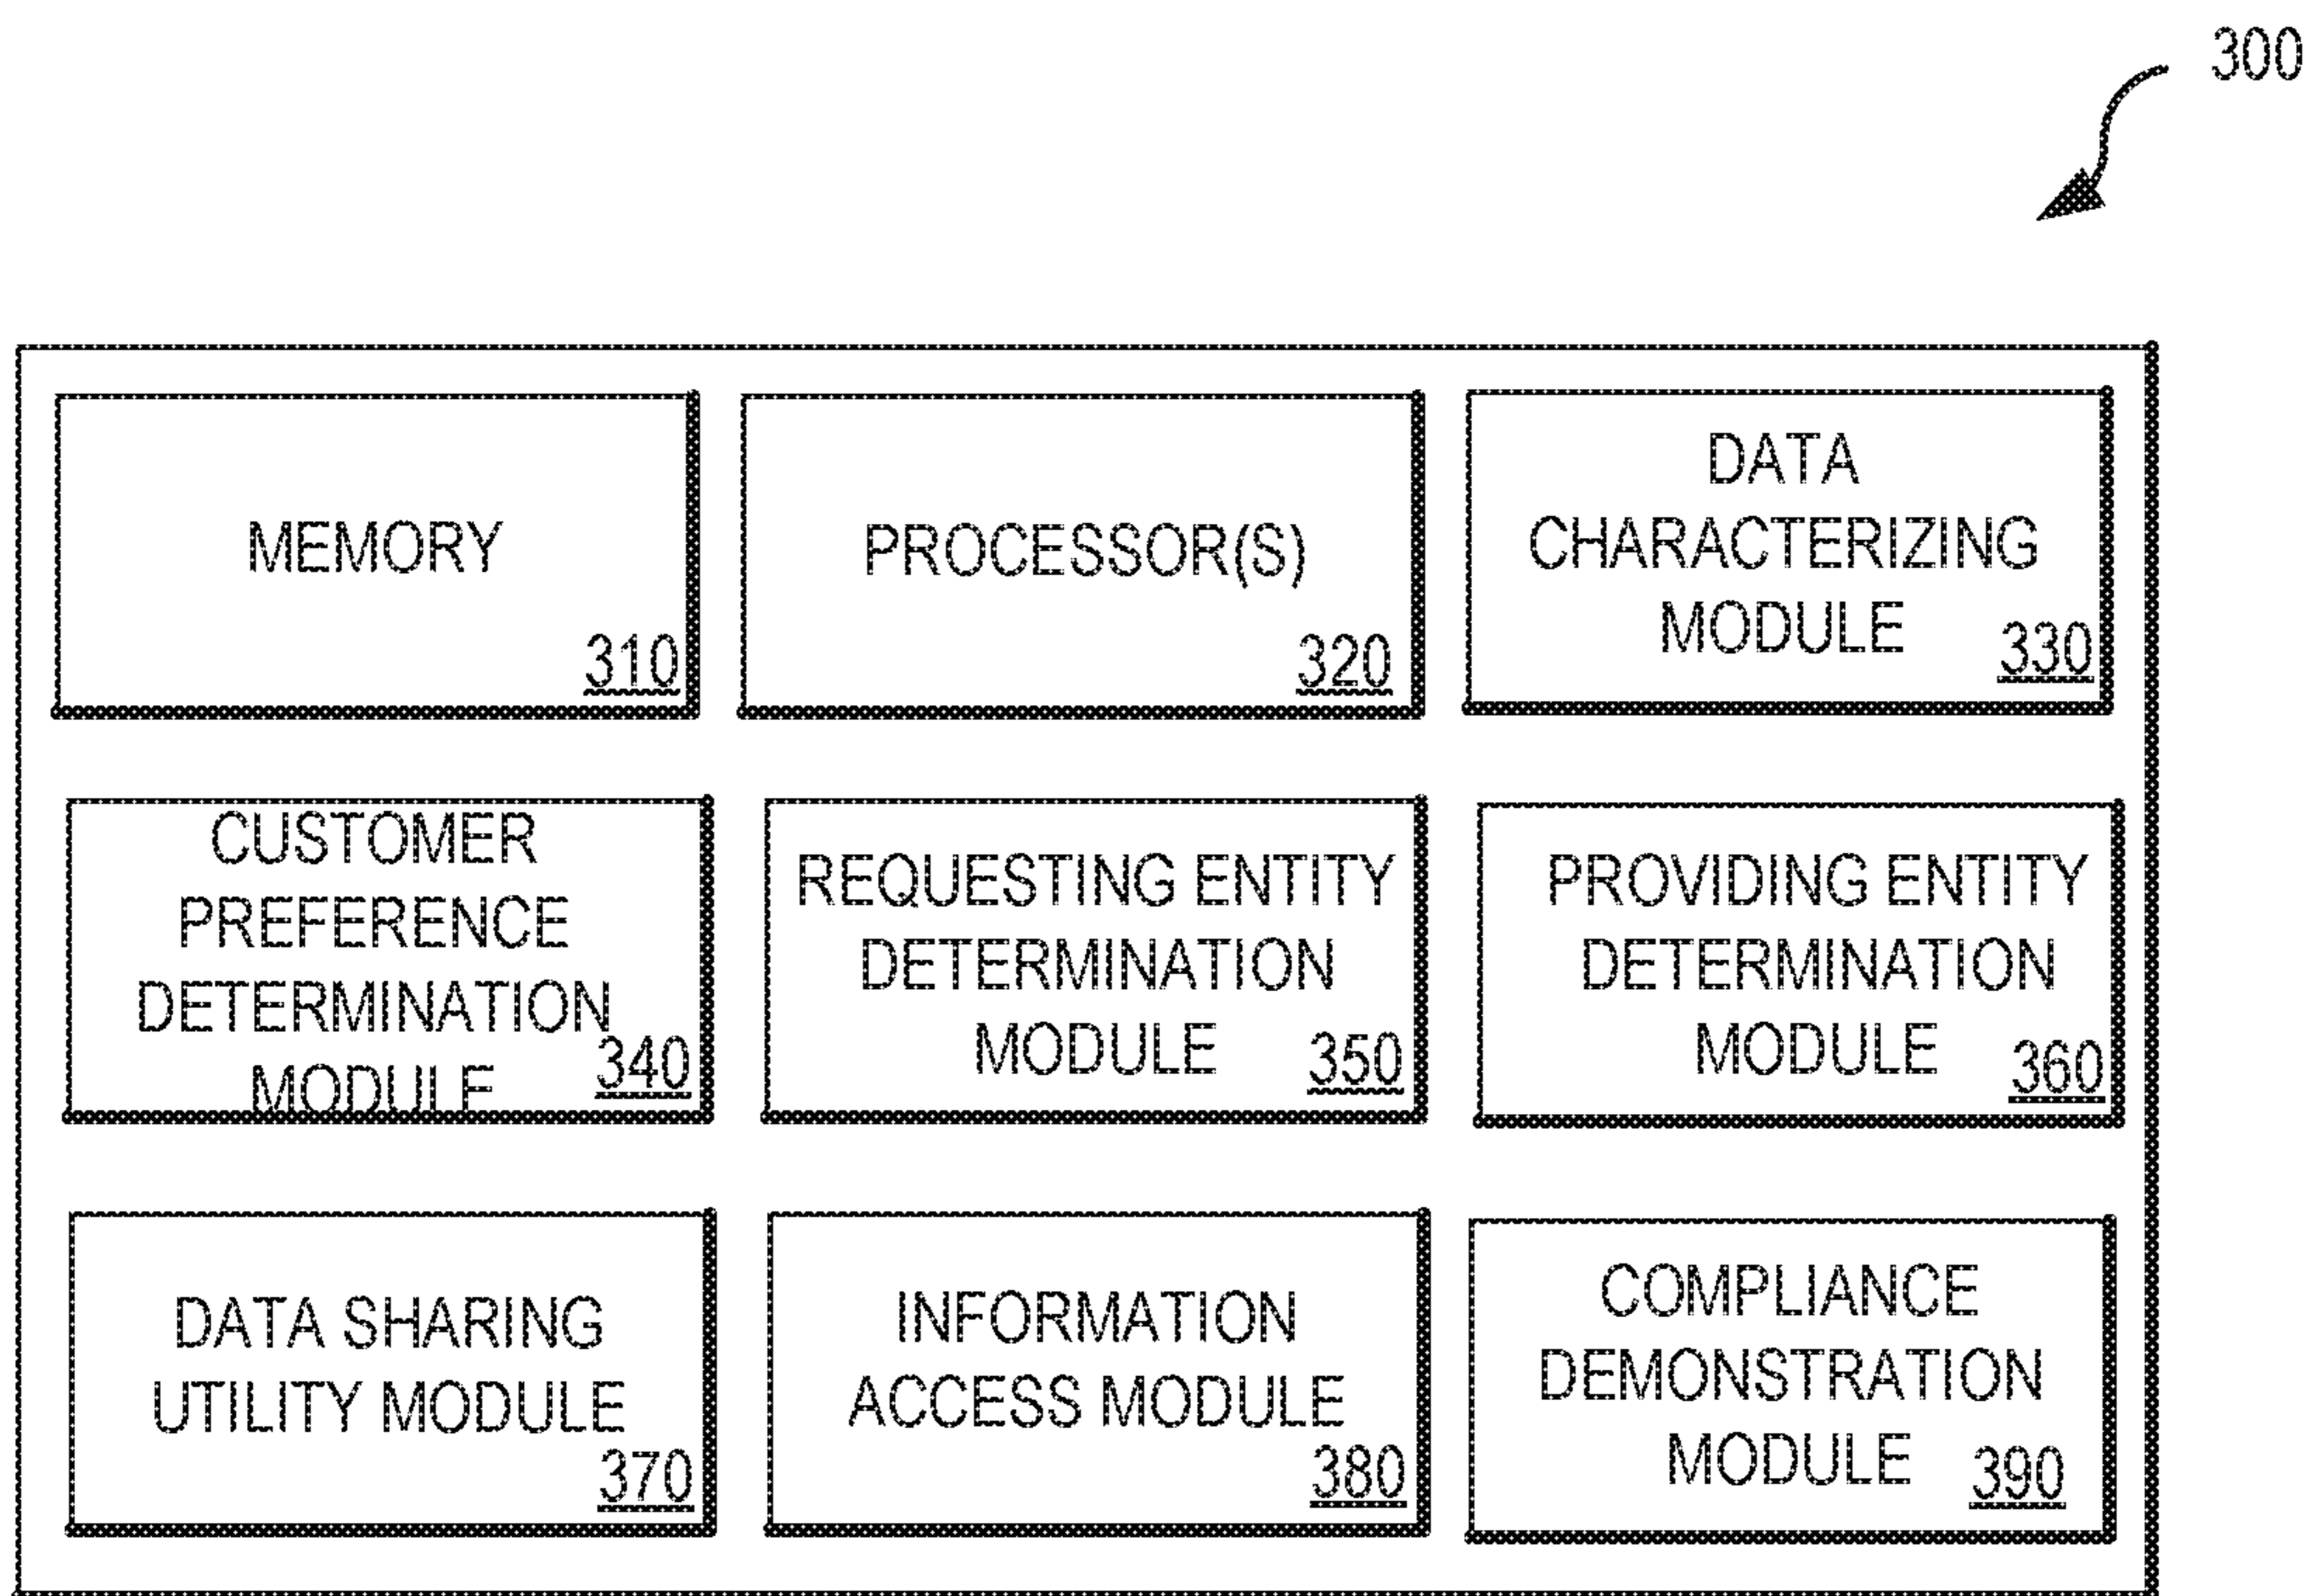 300
MEMORY
310
PROCESSOR(S)
320
DATA
CHARACTERIZING
MODULE
330
CUSTOMER
PREFERENCE
DETERMINATION
MODULE
340
REQUESTING ENTITY
DETERMINATION
MODULE
350
PROVIDING ENTITY
DETERMINATION
MODULE
360
DATA SHARING
UTILITY MODULE
370
INFORMATION
ACCESS MODULE
380
COMPLIANCE
DEMONSTRATION
MODULE
390